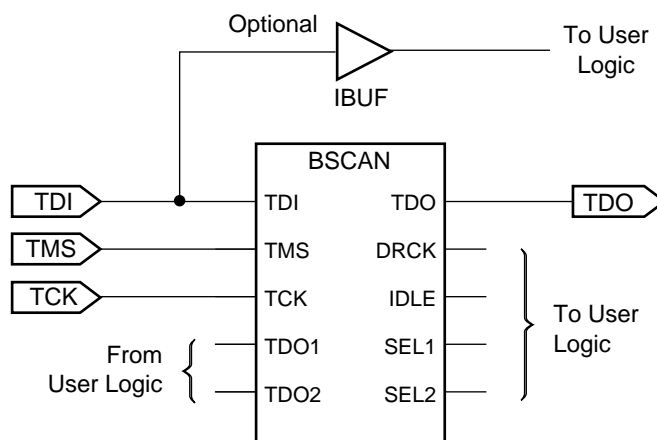 Optional
To User
Logic
IBUF
BSCAN
TDI
TDI
TDO
TDO
TMS
TMS
DRCK
TCK
TCK
IDLE
To User
Logic
From
User Logic
TDO1
SEL1
TDO2
SEL2